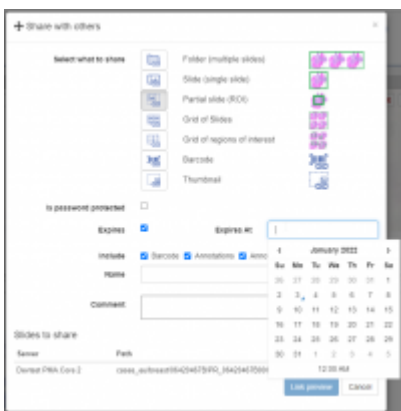 Share with others
×
Select what to share
Folder (multiple slides)
Slide (single slide)
Partial slide (ROI)
Grid of Slides
Grid of regions of interest
Barcode
Thumbnail
Is password protected
Expires
Expires At:
Include Barcode Annotations
Name
Comment
January 2022
Su Mo Tu We Th Fr Sa
26 27 28 29 30 31 1
2 3 4 5 6 7 8
9 10 11 12 13 14 15
16 17 18 19 20 21 22
23 24 25 26 27 28 29
30 31 1 2 3 4 5
12:00 AM
Slides to share
Server Path
Cancel